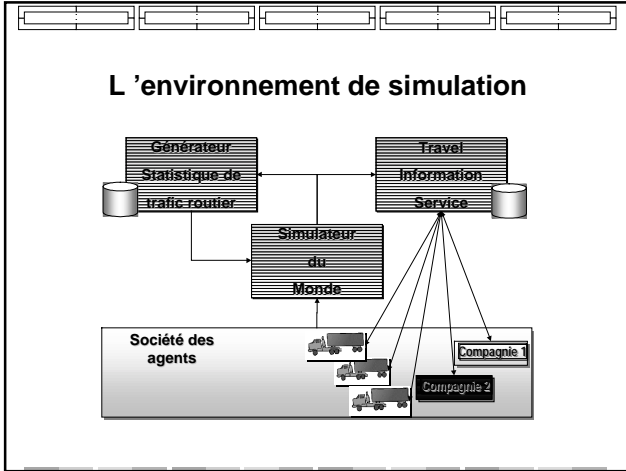 L ’environnement de simulation
Générateur
Statistique de
trafic routier
Travel
Information
Service
Simulateur
du
Monde
Société des
agents
Compagnie 1
Compagnie 2